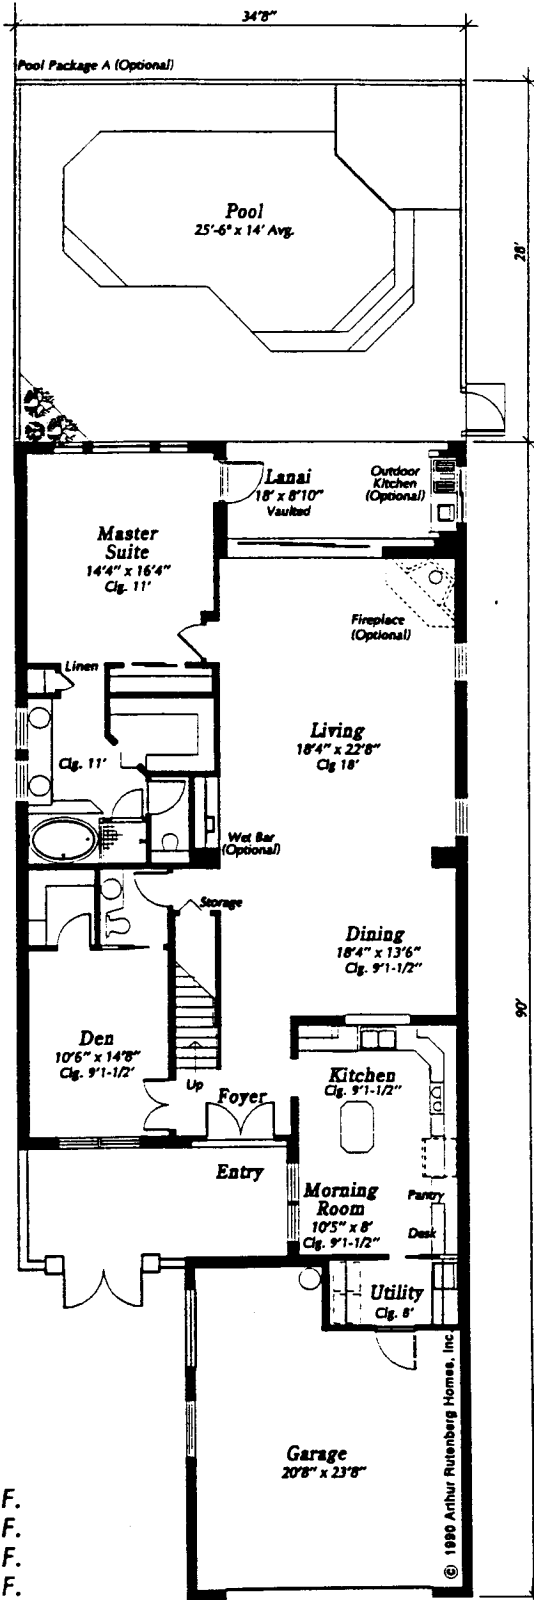 34'8"
Pool Package A (Optional)
Pool
25'-6" x 14' Avg.
28'
Lanai
18' x 8'10"
Vaulted
Outdoor
Kitchen
(Optional)
Master
Suite
14'4" x 16'4"
Clg. 11'
Fireplace
(Optional)
Linen
Living
18'4" x 22'8"
Clg 18'
Clg. 11'
Wet Bar
(Optional)
Storage
Dining
18'4" x 13'6"
Clg. 9'1-1/2"
90'
Den
10'6" x 14'8"
Clg. 9'1-1/2'
Up
Foyer
Kitchen
Clg. 9'1-1/2"
Entry
Morning
Room
10'5" x 8'
Clg. 9'1-1/2"
Pantry
Desk
Utility
Clg. 8'
Garage
20'8" x 23'8"
© 1990 Arthur Rutenberg Homes, Inc.
F.
F.
F.
F.